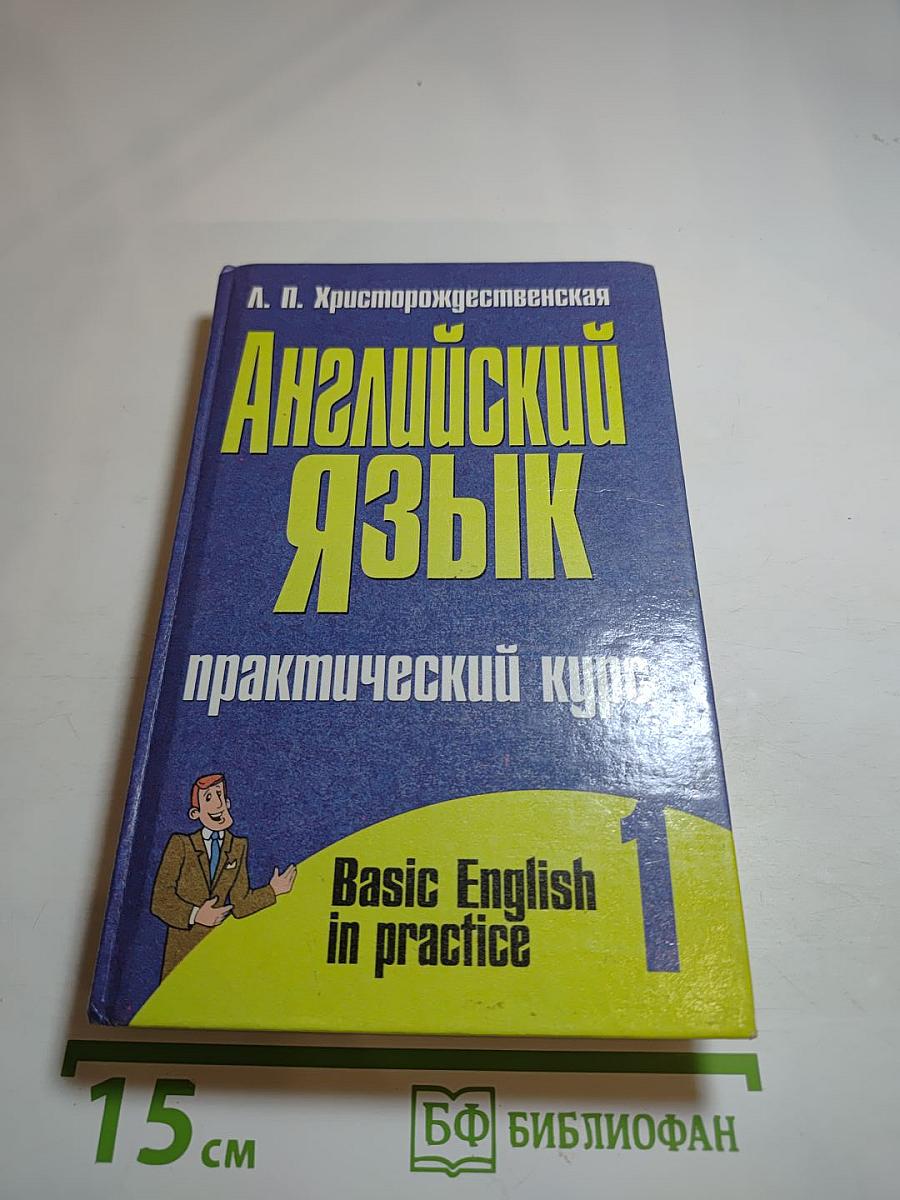 Л. П. Христорождественская
Английский
язык
практический курс
1
Basic English
in practice
15 см
БФ БИБЛИОФАН